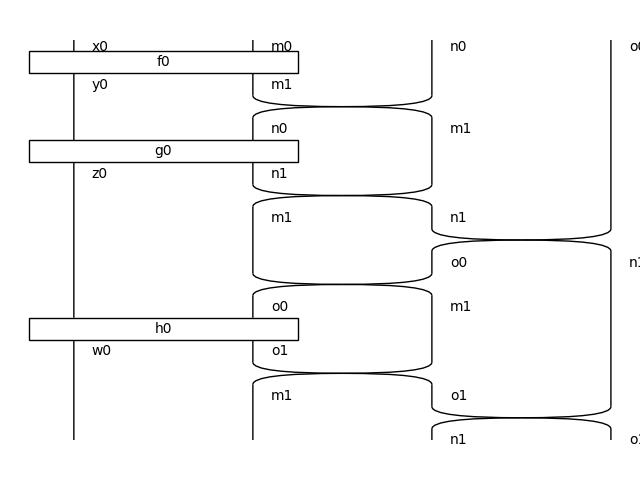 x0 m0 n0 o0
f0
y0 m1
n0 m1
g0
z0 n1
m1 n1
o0 n1
o0 m1
h0
w0 o1
m1 o1
n1 o1